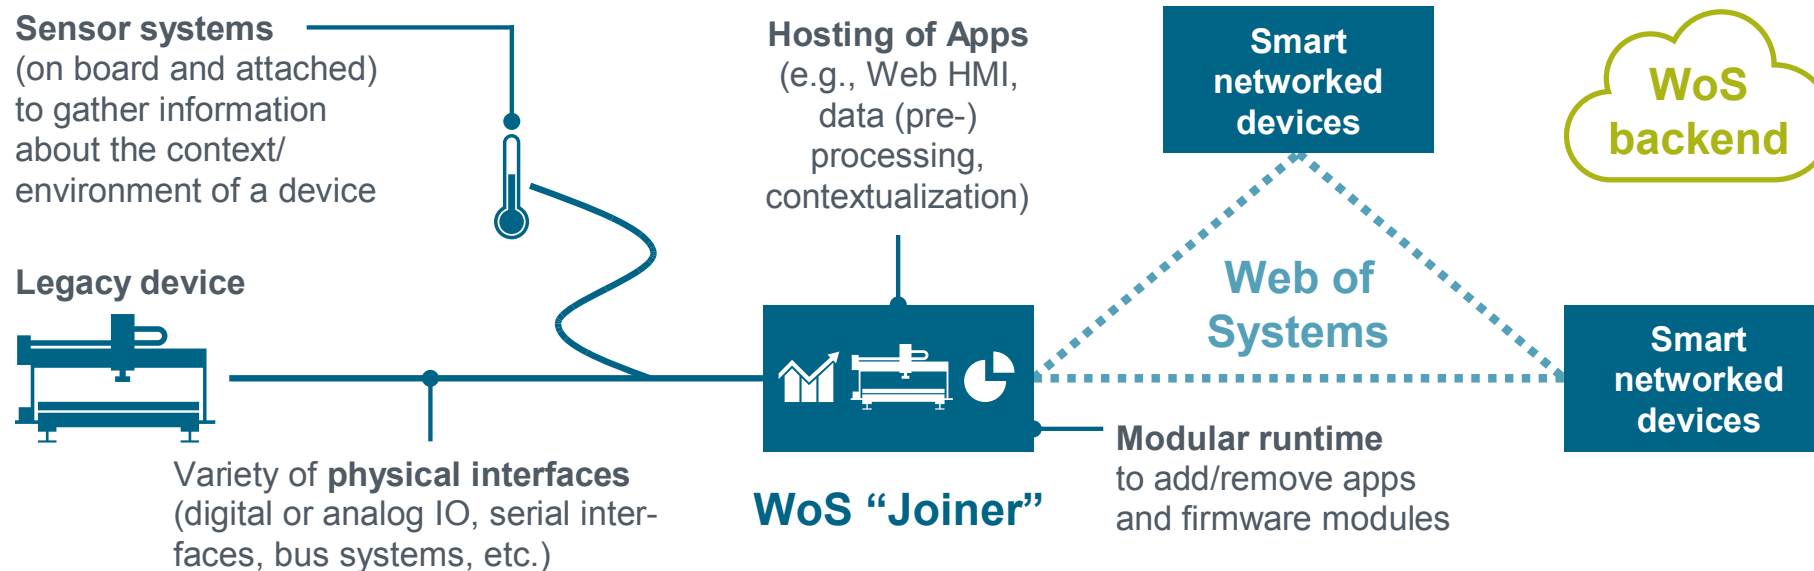 Sensor systems
(on board and attached)
to gather information
about the context/
environment of a device
Legacy device
Variety of physical interfaces
(digital or analog IO, serial inter-
faces, bus systems, etc.)
Hosting of Apps
(e.g., Web HMI,
data (pre-)
processing,
contextualization)
WoS “Joiner”
Modular runtime
to add/remove apps
and firmware modules
Smart
networked
devices
Web of
Systems
WoS
backend
Smart
networked
devices